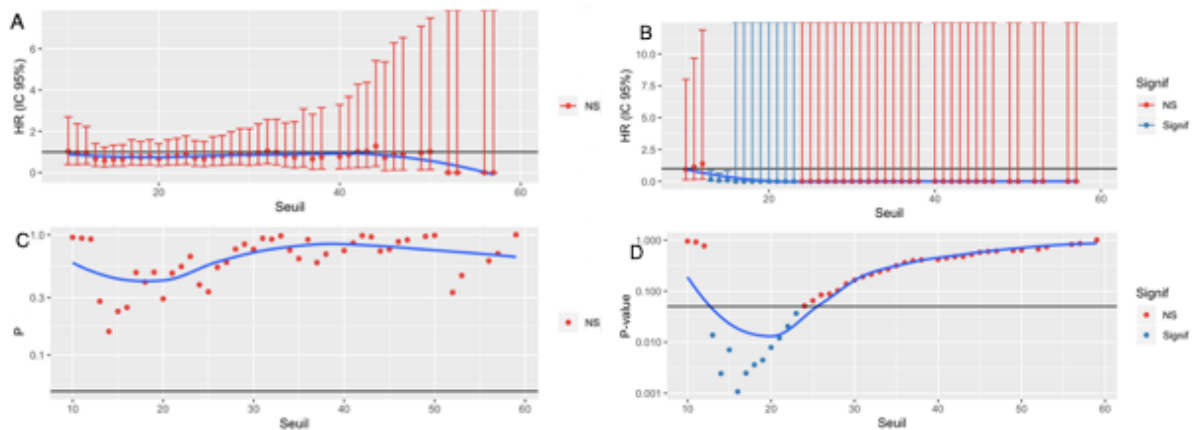 A
HR (IC 95%)
6
4
2
0
20
40
60
Seuil
NS
B
HR (IC 95%)
10.0
7.5
5.0
2.5
0.0
20
40
60
Seuil
Signif
NS
Signif
C
P
1.0
0.3
0.1
10
20
30
40
50
60
Seuil
NS
D
P-value
1.000
0.100
0.010
0.001
10
20
30
40
50
60
Seuil
Signif
NS
Signif